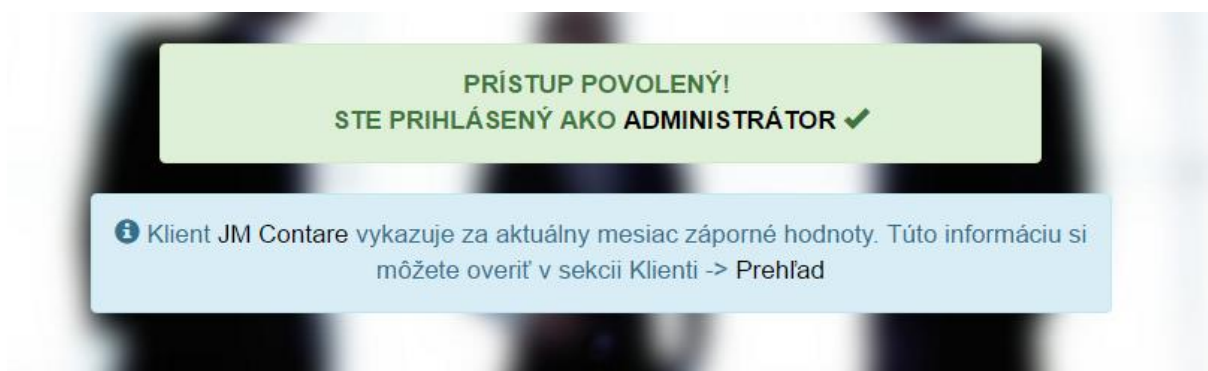 PRÍSTUP POVOLENÝ!
STE PRIHLÁSENÝ AKO ADMINISTRÁTOR ✔
Klient JM Contare vykazuje za aktuálny mesiac záporné hodnoty. Túto informáciu si
môžete overiť v sekcii Klienti -> Prehľad